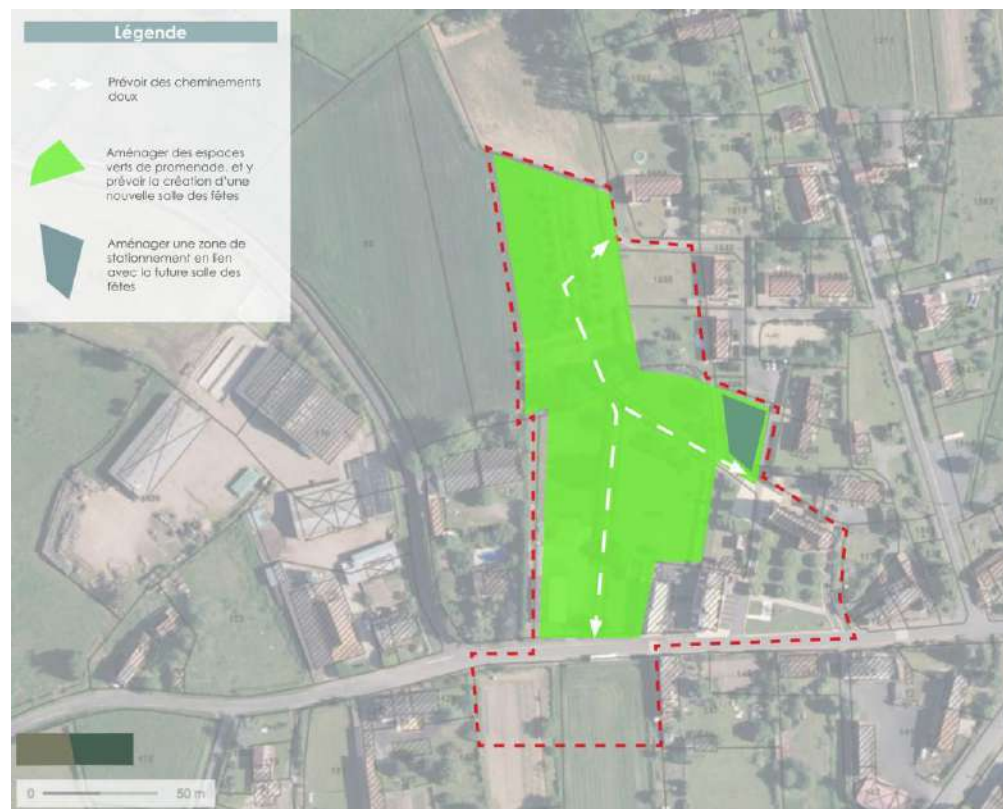 Légende
Prévoir des cheminements
doux
Aménager des espaces
verts de promenade, et y
prévoir la création d'une
nouvelle salle des fêtes
Aménager une zone de
stationnement en lien
avec la future salle des
fêtes
0 50 m